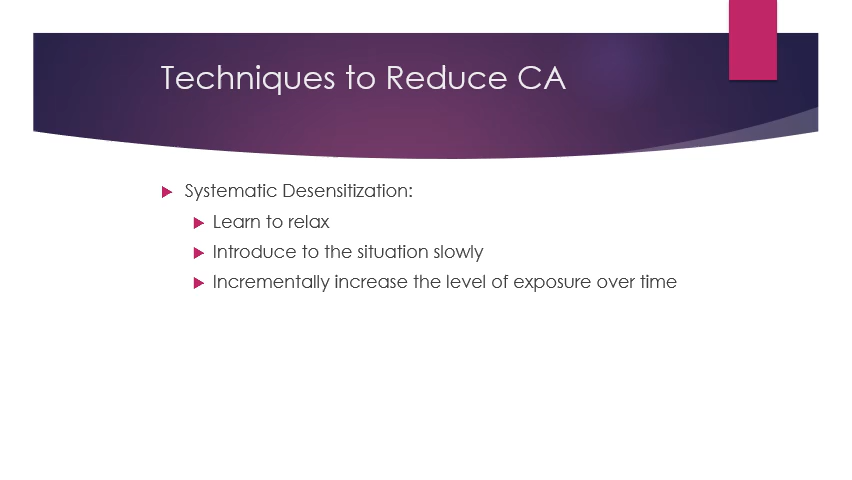 Techniques to Reduce CA
Systematic Desensitization:
Learn to relax
Introduce to the situation slowly
Incrementally increase the level of exposure over time